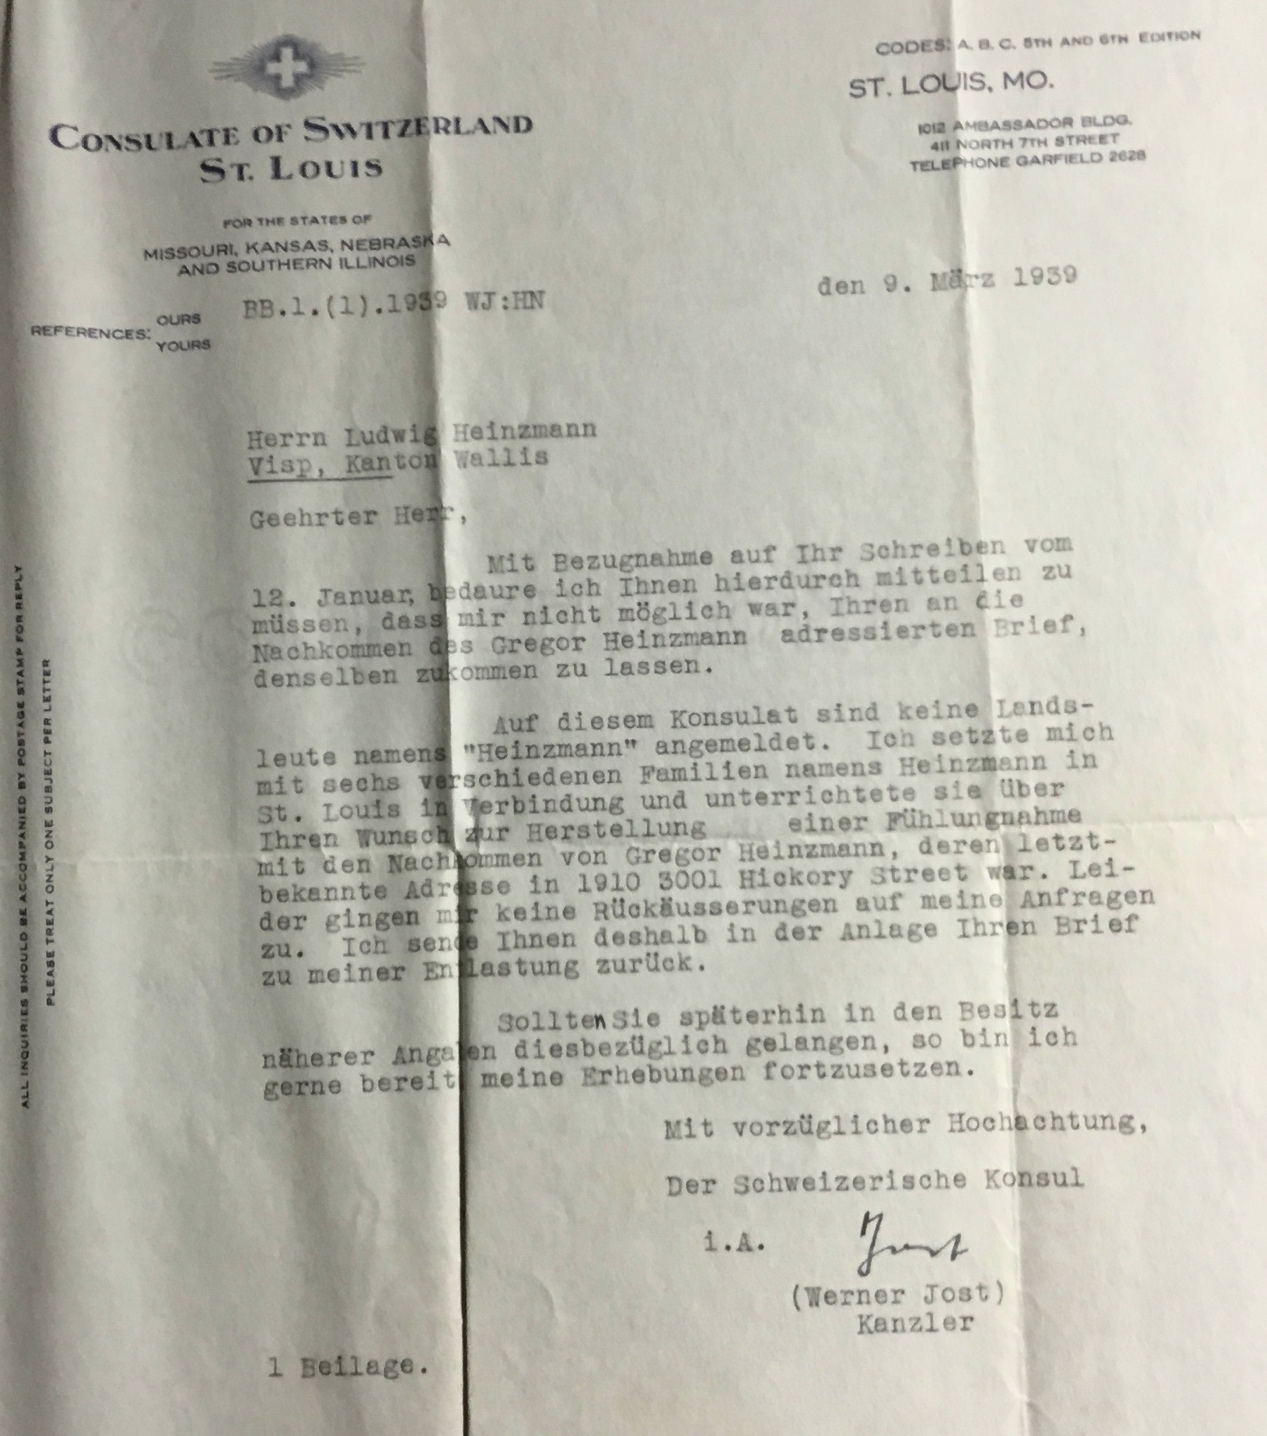 CODES: A. B. C. 5TH AND 6TH EDITION
CONSULATE OF SWITZERLAND
ST. LOUIS
ST. LOUIS, MO.
1012 AMBASSADOR BLDG.
411 NORTH 7TH STREET
TELEPHONE GARFIELD 2628
FOR THE STATES OF
MISSOURI, KANSAS, NEBRASKA
AND SOUTHERN ILLINOIS
den 9. März 1939
REFERENCES: OURS BB.1.(1).1939 WJ:HN
YOURS
Herrn Ludwig Heinzmann
Visp, Kanton Wallis
Geehrter Herr,
Mit Bezugnahme auf Ihr Schreiben vom
12. Januar, bedaure ich Ihnen hierdurch mitteilen zu
müssen, dass mir nicht möglich war, Ihren an die
Nachkommen des Gregor Heinzmann adressierten Brief,
denselben zukommen zu lassen.
Auf diesem Konsulat sind keine Lands-
leute namens "Heinzmann" angemeldet. Ich setzte mich
mit sechs verschiedenen Familien namens Heinzmann in
St. Louis in Verbindung und unterrichtete sie über
Ihren Wunsch zur Herstellung einer Fühlungnahme
mit den Nachkommen von Gregor Heinzmann, deren letzt-
bekannte Adresse in 1910 3001 Hickory Street war. Lei-
der gingen mir keine Rückäusserungen auf meine Anfragen
zu. Ich sende Ihnen deshalb in der Anlage Ihren Brief
zu meiner Entlastung zurück.
Sollten Sie späterhin in den Besitz
näherer Angaben diesbezüglich gelangen, so bin ich
gerne bereit meine Erhebungen fortzusetzen.
Mit vorzüglicher Hochachtung,
Der Schweizerische Konsul
i.A. Jost
(Werner Jost)
Kanzler
1 Beilage.
ALL INQUIRIES SHOULD BE ACCOMPANIED BY POSTAGE STAMP FOR REPLY
PLEASE TREAT ONLY ONE SUBJECT PER LETTER